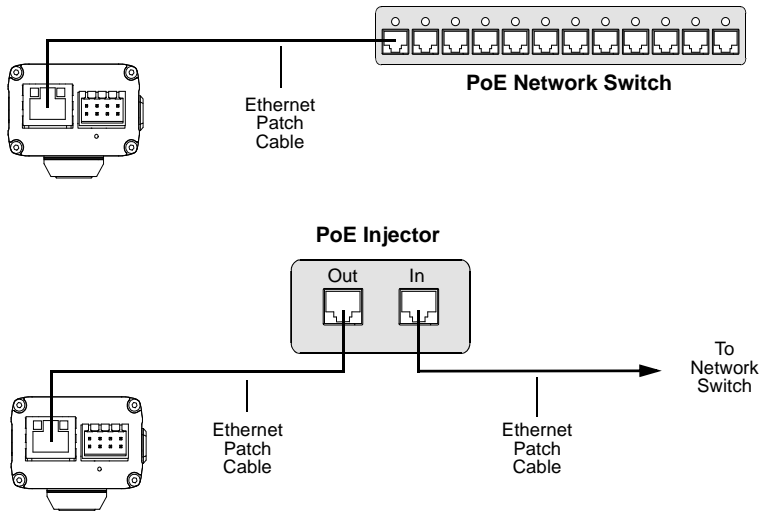 PoE Network Switch
Ethernet
Patch
Cable
PoE Injector
Out In
To
Network
Switch
Ethernet
Patch
Cable
Ethernet
Patch
Cable